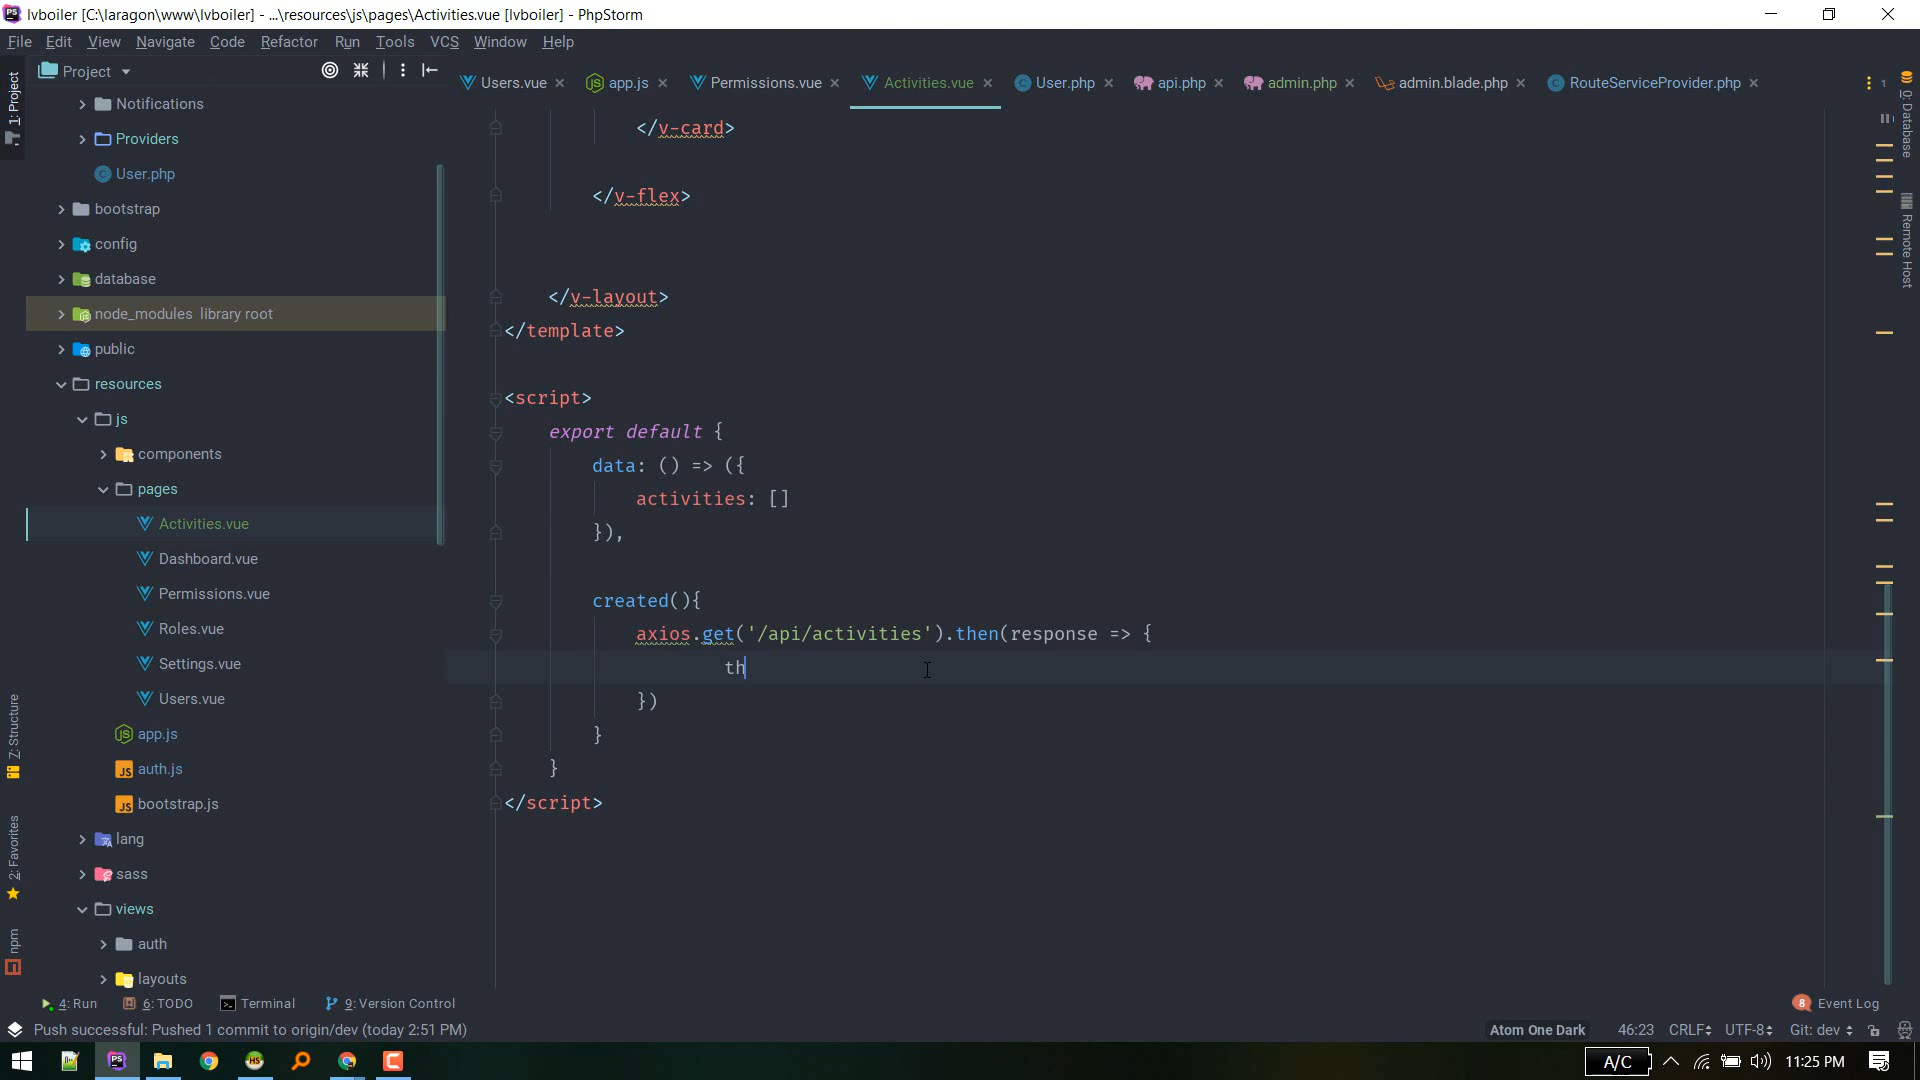 lvboiler [C:\laragon\www\lvboiler] - ...\resources\js\pages\Activities.vue [lvboiler] - PhpStorm
File Edit View Navigate Code Refactor Run Tools VCS Window Help
Project
Users.vue app.js Permissions.vue Activities.vue User.php api.php admin.php admin.blade.php RouteServiceProvider.php 1
1: Project
Z: Structure
2: Favorites
npm
0: Database
Remote Host
Notifications
Providers
User.php
bootstrap
config
database
node_modules library root
public
resources
js
components
pages
Activities.vue
Dashboard.vue
Permissions.vue
Roles.vue
Settings.vue
Users.vue
app.js
auth.js
bootstrap.js
lang
sass
views
auth
layouts
</v-card>
</v-flex>
</v-layout>
</template>
<script>
export default {
data: () => ({
activities: []
}),
created(){
axios.get('/api/activities').then(response => {
th
})
}
}
</script>
4: Run 6: TODO Terminal 9: Version Control 8 Event Log
Push successful: Pushed 1 commit to origin/dev (today 2:51 PM) Atom One Dark 46:23 CRLF UTF-8 Git: dev
A/C 11:25 PM